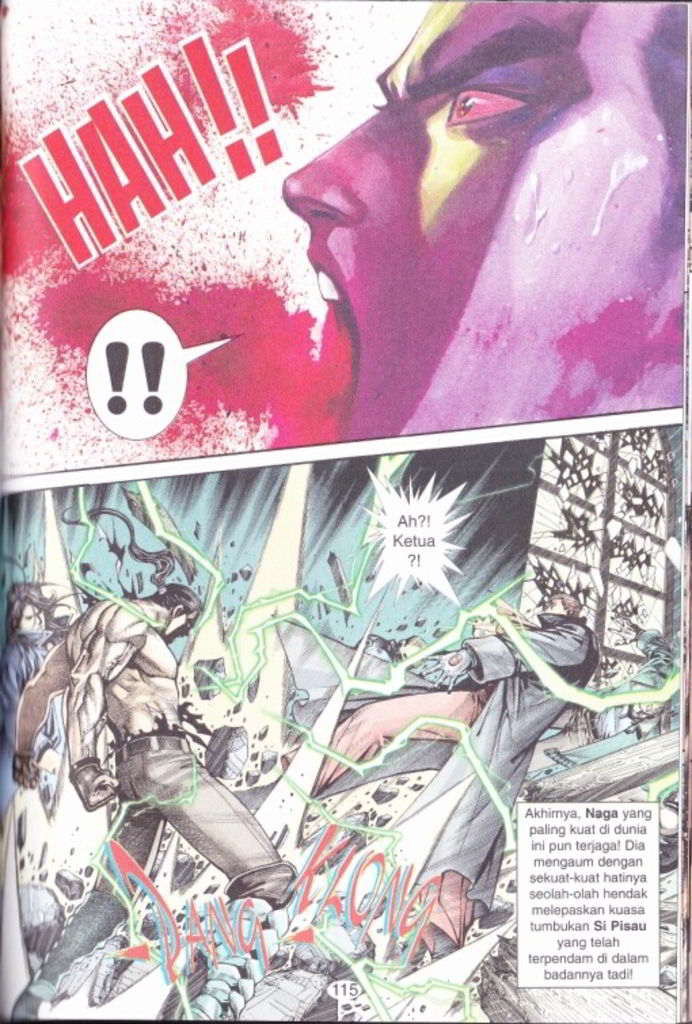 HAH!!
!!
Ah?!
Ketua
?!
DANG KLONG
Akhirnya, Naga yang
paling kuat di dunia
ini pun terjaga! Dia
mengaum dengan
sekuat-kuat hatinya
seolah-olah hendak
melepaskan kuasa
tumbukan Si Pisau
yang telah
terpendam di dalam
badannya tadi!
115